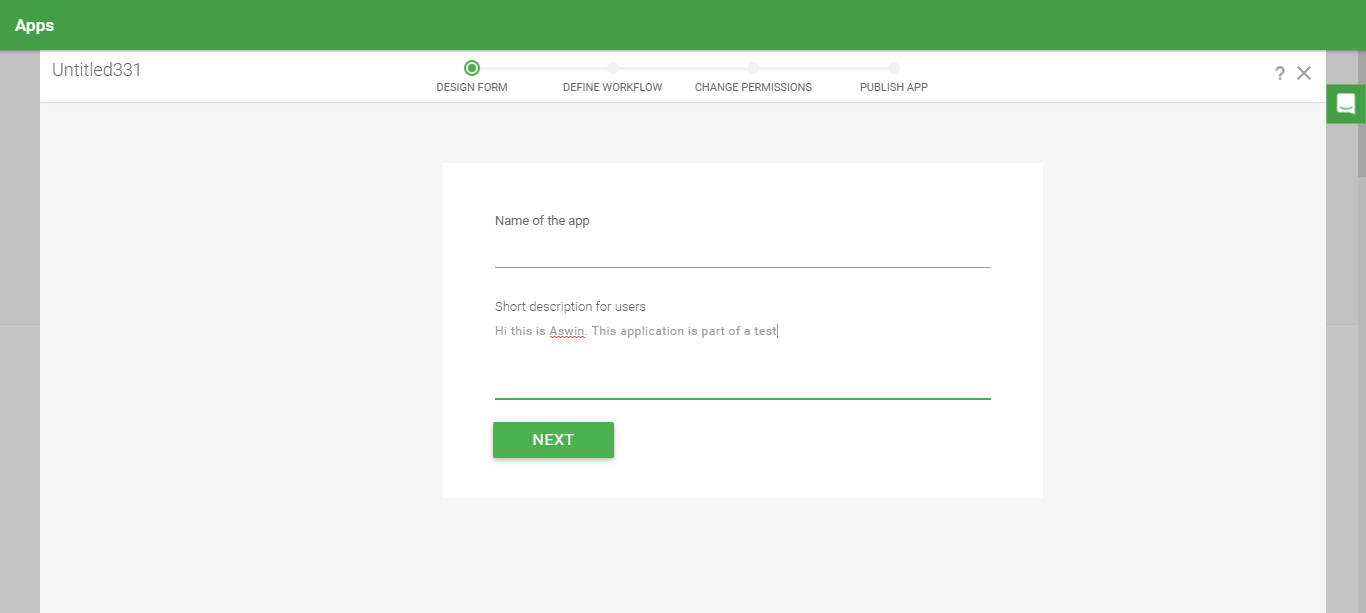 Apps
Untitled331
DESIGN FORM DEFINE WORKFLOW CHANGE PERMISSIONS PUBLISH APP
?
Name of the app
Short description for users
Hi this is Aswin. This application is part of a test
NEXT